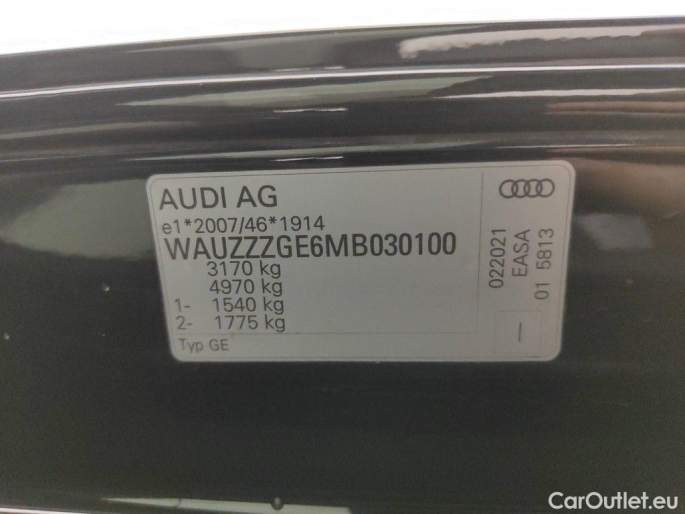 AUDI AG
e1*2007/46*1914
WAUZZZGE6MB030100
3170 kg
4970 kg
1- 1540 kg
2- 1775 kg
Typ GE
022021
EASA
01 5813
CarOutlet.eu